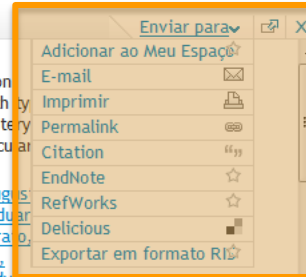 Enviar para
Adicionar ao Meu Espaço
E-mail
Imprimir
Permalink
Citation
EndNote
RefWorks
Delicious
Exportar em formato RIS